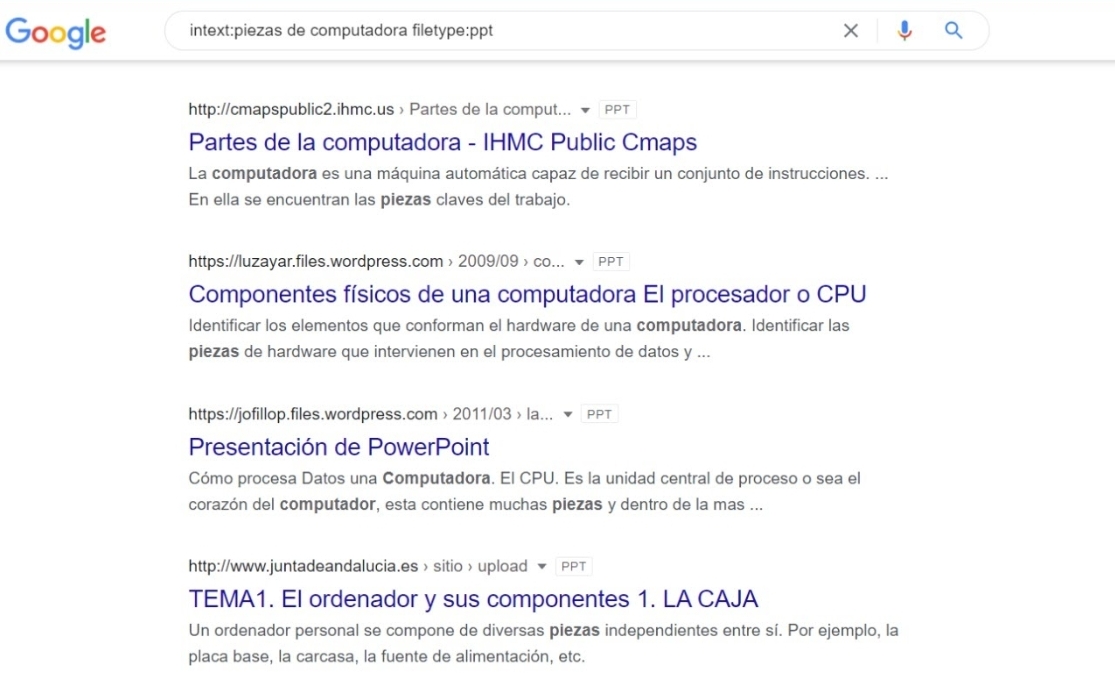 Google
intext:piezas de computadora filetype:ppt
http://cmapspublic2.ihmc.us › Partes de la comput... PPT
Partes de la computadora - IHMC Public Cmaps
La computadora es una máquina automática capaz de recibir un conjunto de instrucciones. ...
En ella se encuentran las piezas claves del trabajo.
https://luzayar.files.wordpress.com › 2009/09 › co... PPT
Componentes físicos de una computadora El procesador o CPU
Identificar los elementos que conforman el hardware de una computadora. Identificar las
piezas de hardware que intervienen en el procesamiento de datos y ...
https://jofillop.files.wordpress.com › 2011/03 › la... PPT
Presentación de PowerPoint
Cómo procesa Datos una Computadora. El CPU. Es la unidad central de proceso o sea el
corazón del computador, esta contiene muchas piezas y dentro de la mas ...
http://www.juntadeandalucia.es › sitio › upload PPT
TEMA1. El ordenador y sus componentes 1. LA CAJA
Un ordenador personal se compone de diversas piezas independientes entre sí. Por ejemplo, la
placa base, la carcasa, la fuente de alimentación, etc.